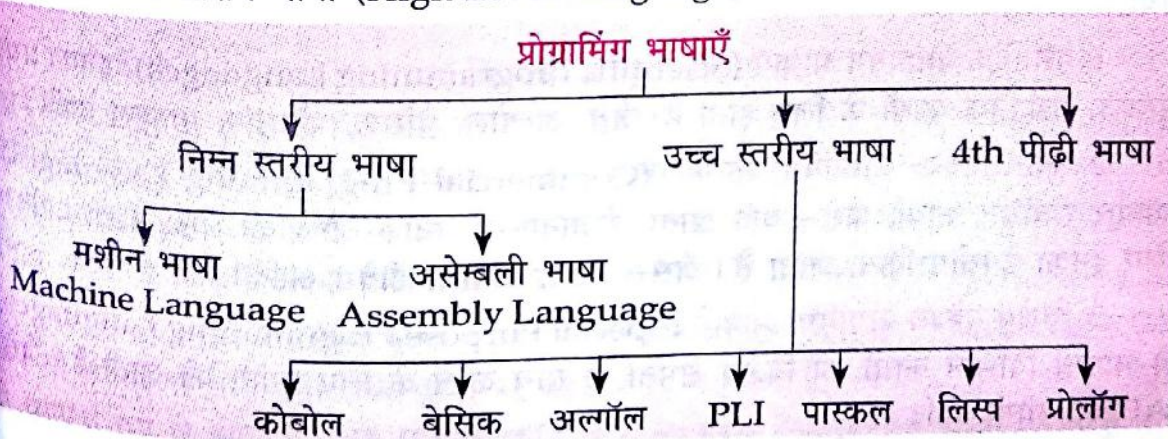 प्रोग्रामिंग भाषाएँ
निम्न स्तरीय भाषा उच्च स्तरीय भाषा 4th पीढ़ी भाषा
मशीन भाषा असेम्बली भाषा
Machine Language Assembly Language
कोबोल बेसिक अल्गॉल PLI पास्कल लिस्प प्रोलॉग